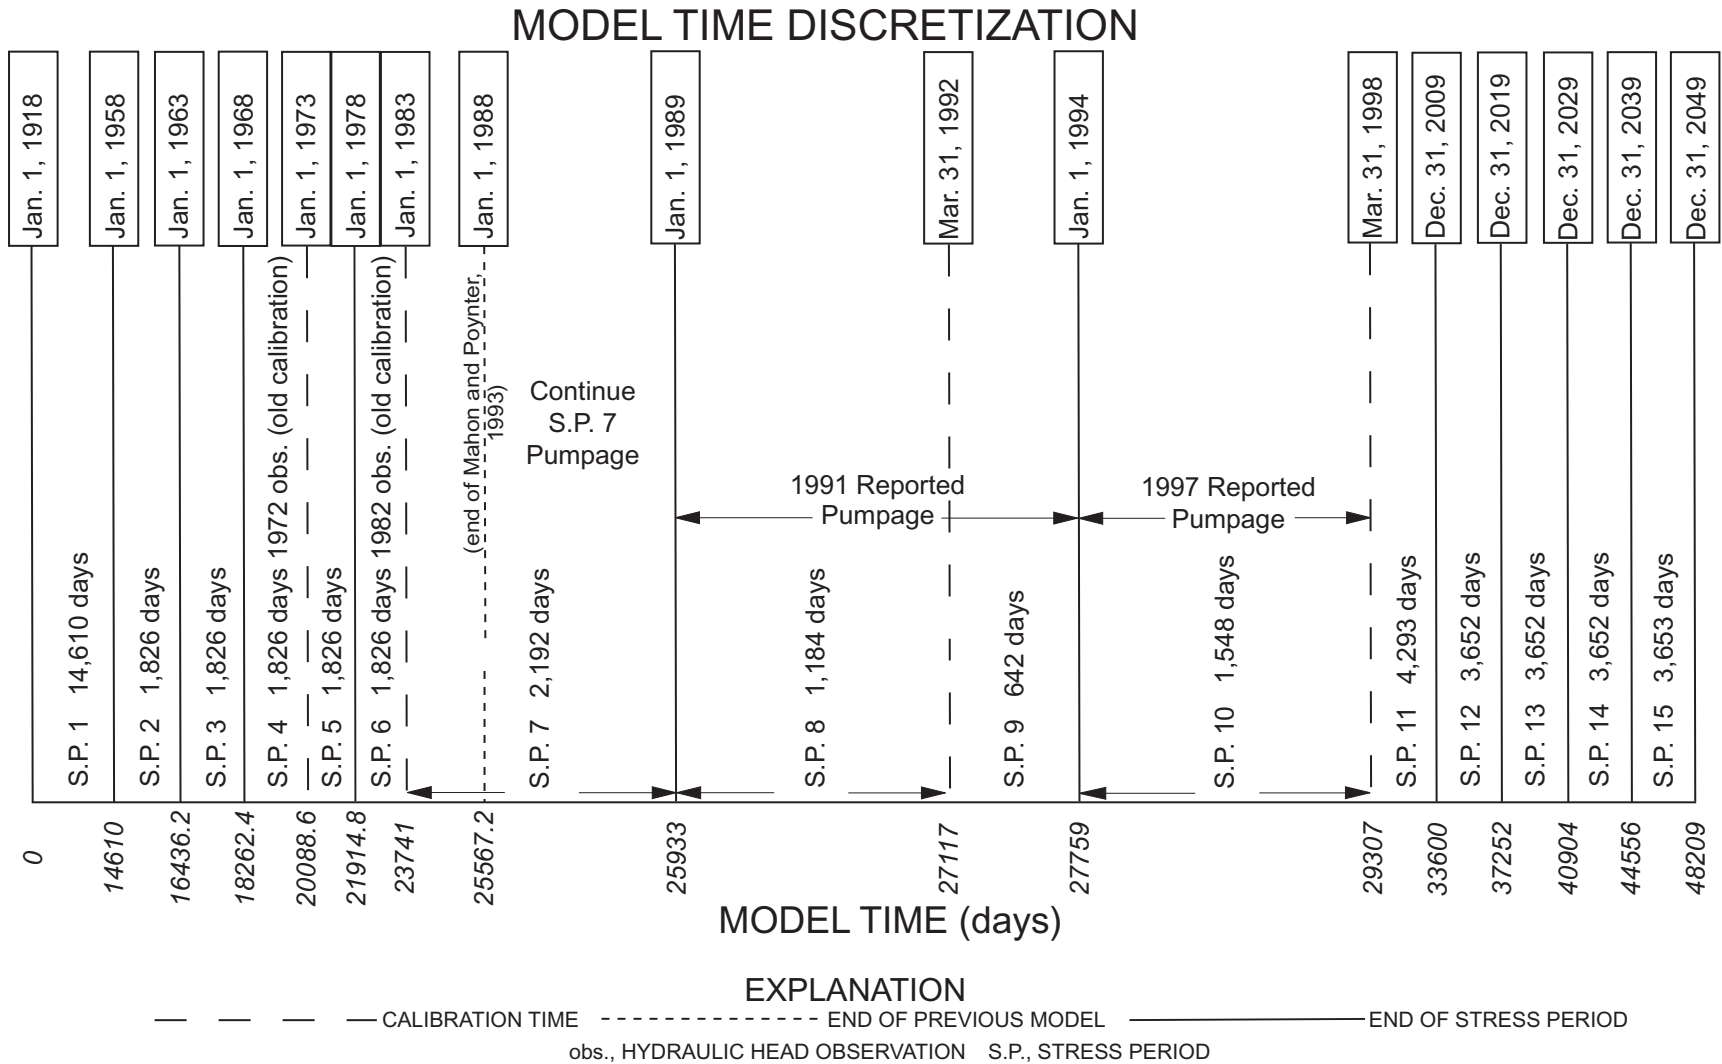 MODEL TIME DISCRETIZATION
Jan. 1, 1918
Jan. 1, 1958
Jan. 1, 1963
Jan. 1, 1968
Jan. 1, 1973
Jan. 1, 1978
Jan. 1, 1983
Jan. 1, 1988
Jan. 1, 1989
Mar. 31, 1992
Jan. 1, 1994
Mar. 31, 1998
Dec. 31, 2009
Dec. 31, 2019
Dec. 31, 2029
Dec. 31, 2039
Dec. 31, 2049
S.P. 1 14,610 days
S.P. 2 1,826 days
S.P. 3 1,826 days
S.P. 4 1,826 days 1972 obs. (old calibration)
S.P. 5 1,826 days
S.P. 6 1,826 days 1982 obs. (old calibration)
(end of Mahon and Poynter,
1993)
Continue
S.P. 7
Pumpage
S.P. 7 2,192 days
1991 Reported
Pumpage
S.P. 8 1,184 days
S.P. 9 642 days
1997 Reported
Pumpage
S.P. 10 1,548 days
S.P. 11 4,293 days
S.P. 12 3,652 days
S.P. 13 3,652 days
S.P. 14 3,652 days
S.P. 15 3,653 days
0
14610
16436.2
18262.4
20088.6
21914.8
23741
25567.2
25933
27117
27759
29307
33600
37252
40904
44556
48209
MODEL TIME (days)
EXPLANATION
CALIBRATION TIME
END OF PREVIOUS MODEL
END OF STRESS PERIOD
obs., HYDRAULIC HEAD OBSERVATION S.P., STRESS PERIOD